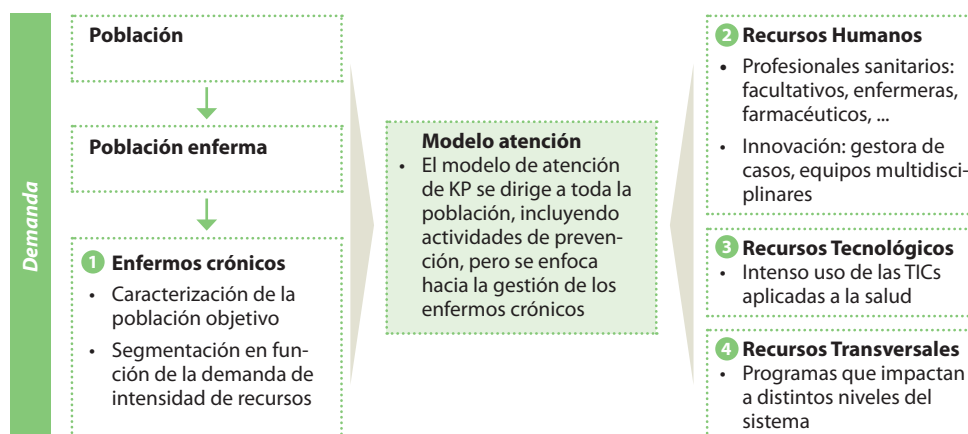 Demanda
Población
Población enferma
1 Enfermos crónicos
• Caracterización de la
población objetivo
• Segmentación en fun-
ción de la demanda de
intensidad de recursos
Modelo atención
• El modelo de atención
de KP se dirige a toda la
población, incluyendo
actividades de preven-
ción, pero se enfoca
hacia la gestión de los
enfermos crónicos
2 Recursos Humanos
• Profesionales sanitarios:
facultativos, enfermeras,
farmacéuticos, ...
• Innovación: gestora de
casos, equipos multidisci-
plinares
3 Recursos Tecnológicos
• Intenso uso de las TICs
aplicadas a la salud
4 Recursos Transversales
• Programas que impactan
a distintos niveles del
sistema